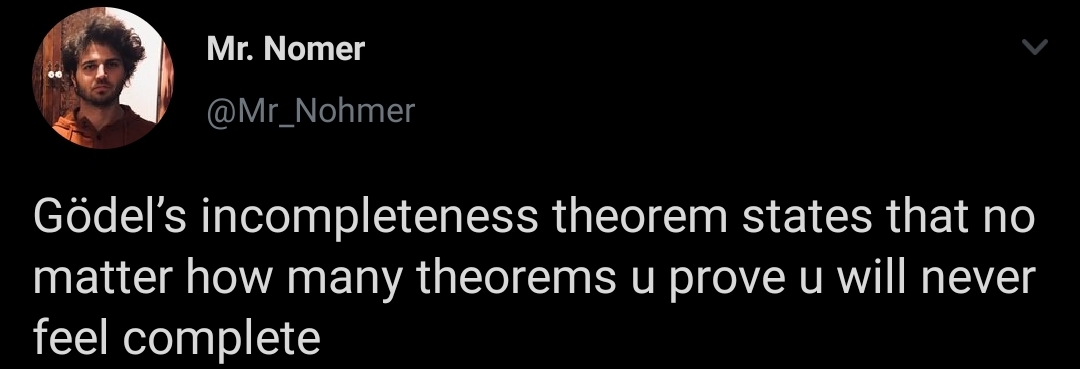 Mr. Nomer
@Mr_Nohmer
Gödel’s incompleteness theorem states that no
matter how many theorems u prove u will never
feel complete